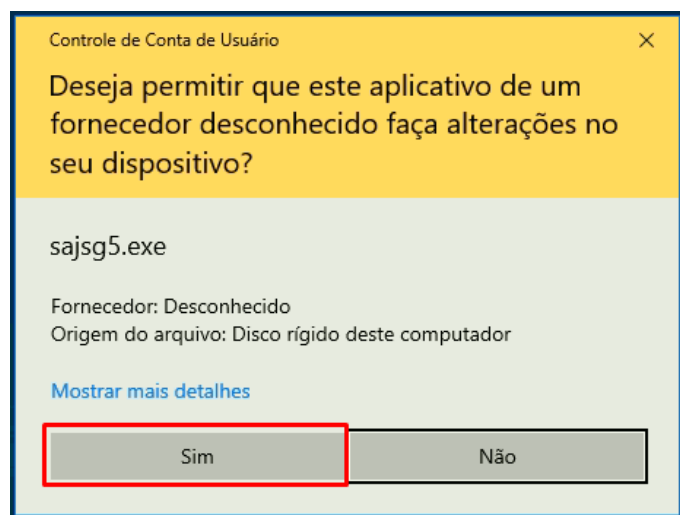 Controle de Conta de Usuário
Deseja permitir que este aplicativo de um
fornecedor desconhecido faça alterações no
seu dispositivo?
sajsg5.exe
Fornecedor: Desconhecido
Origem do arquivo: Disco rígido deste computador
Mostrar mais detalhes
Sim
Não